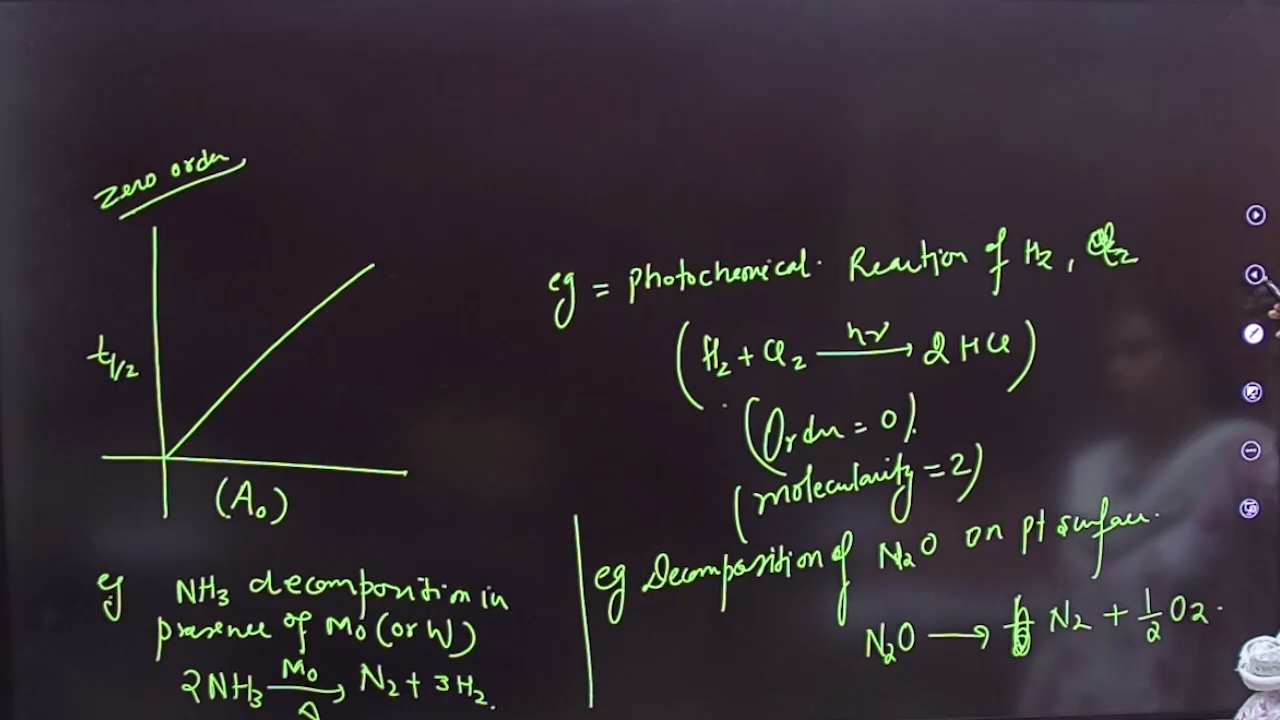 Zero order
t1/2
(A₀)
eg NH₃ decomposition in
presence of Mo (or W)
2NH₃ —Mo/Δ→ N₂ + 3H₂.
eg = photochemical. Reaction of H₂, Cl₂
(H₂ + Cl₂ —hν→ 2HCl)
(Order = 0).
(molecularity = 2)
eg Decomposition of N₂O on pt surface.
N₂O → N₂ + 1/2 O₂.